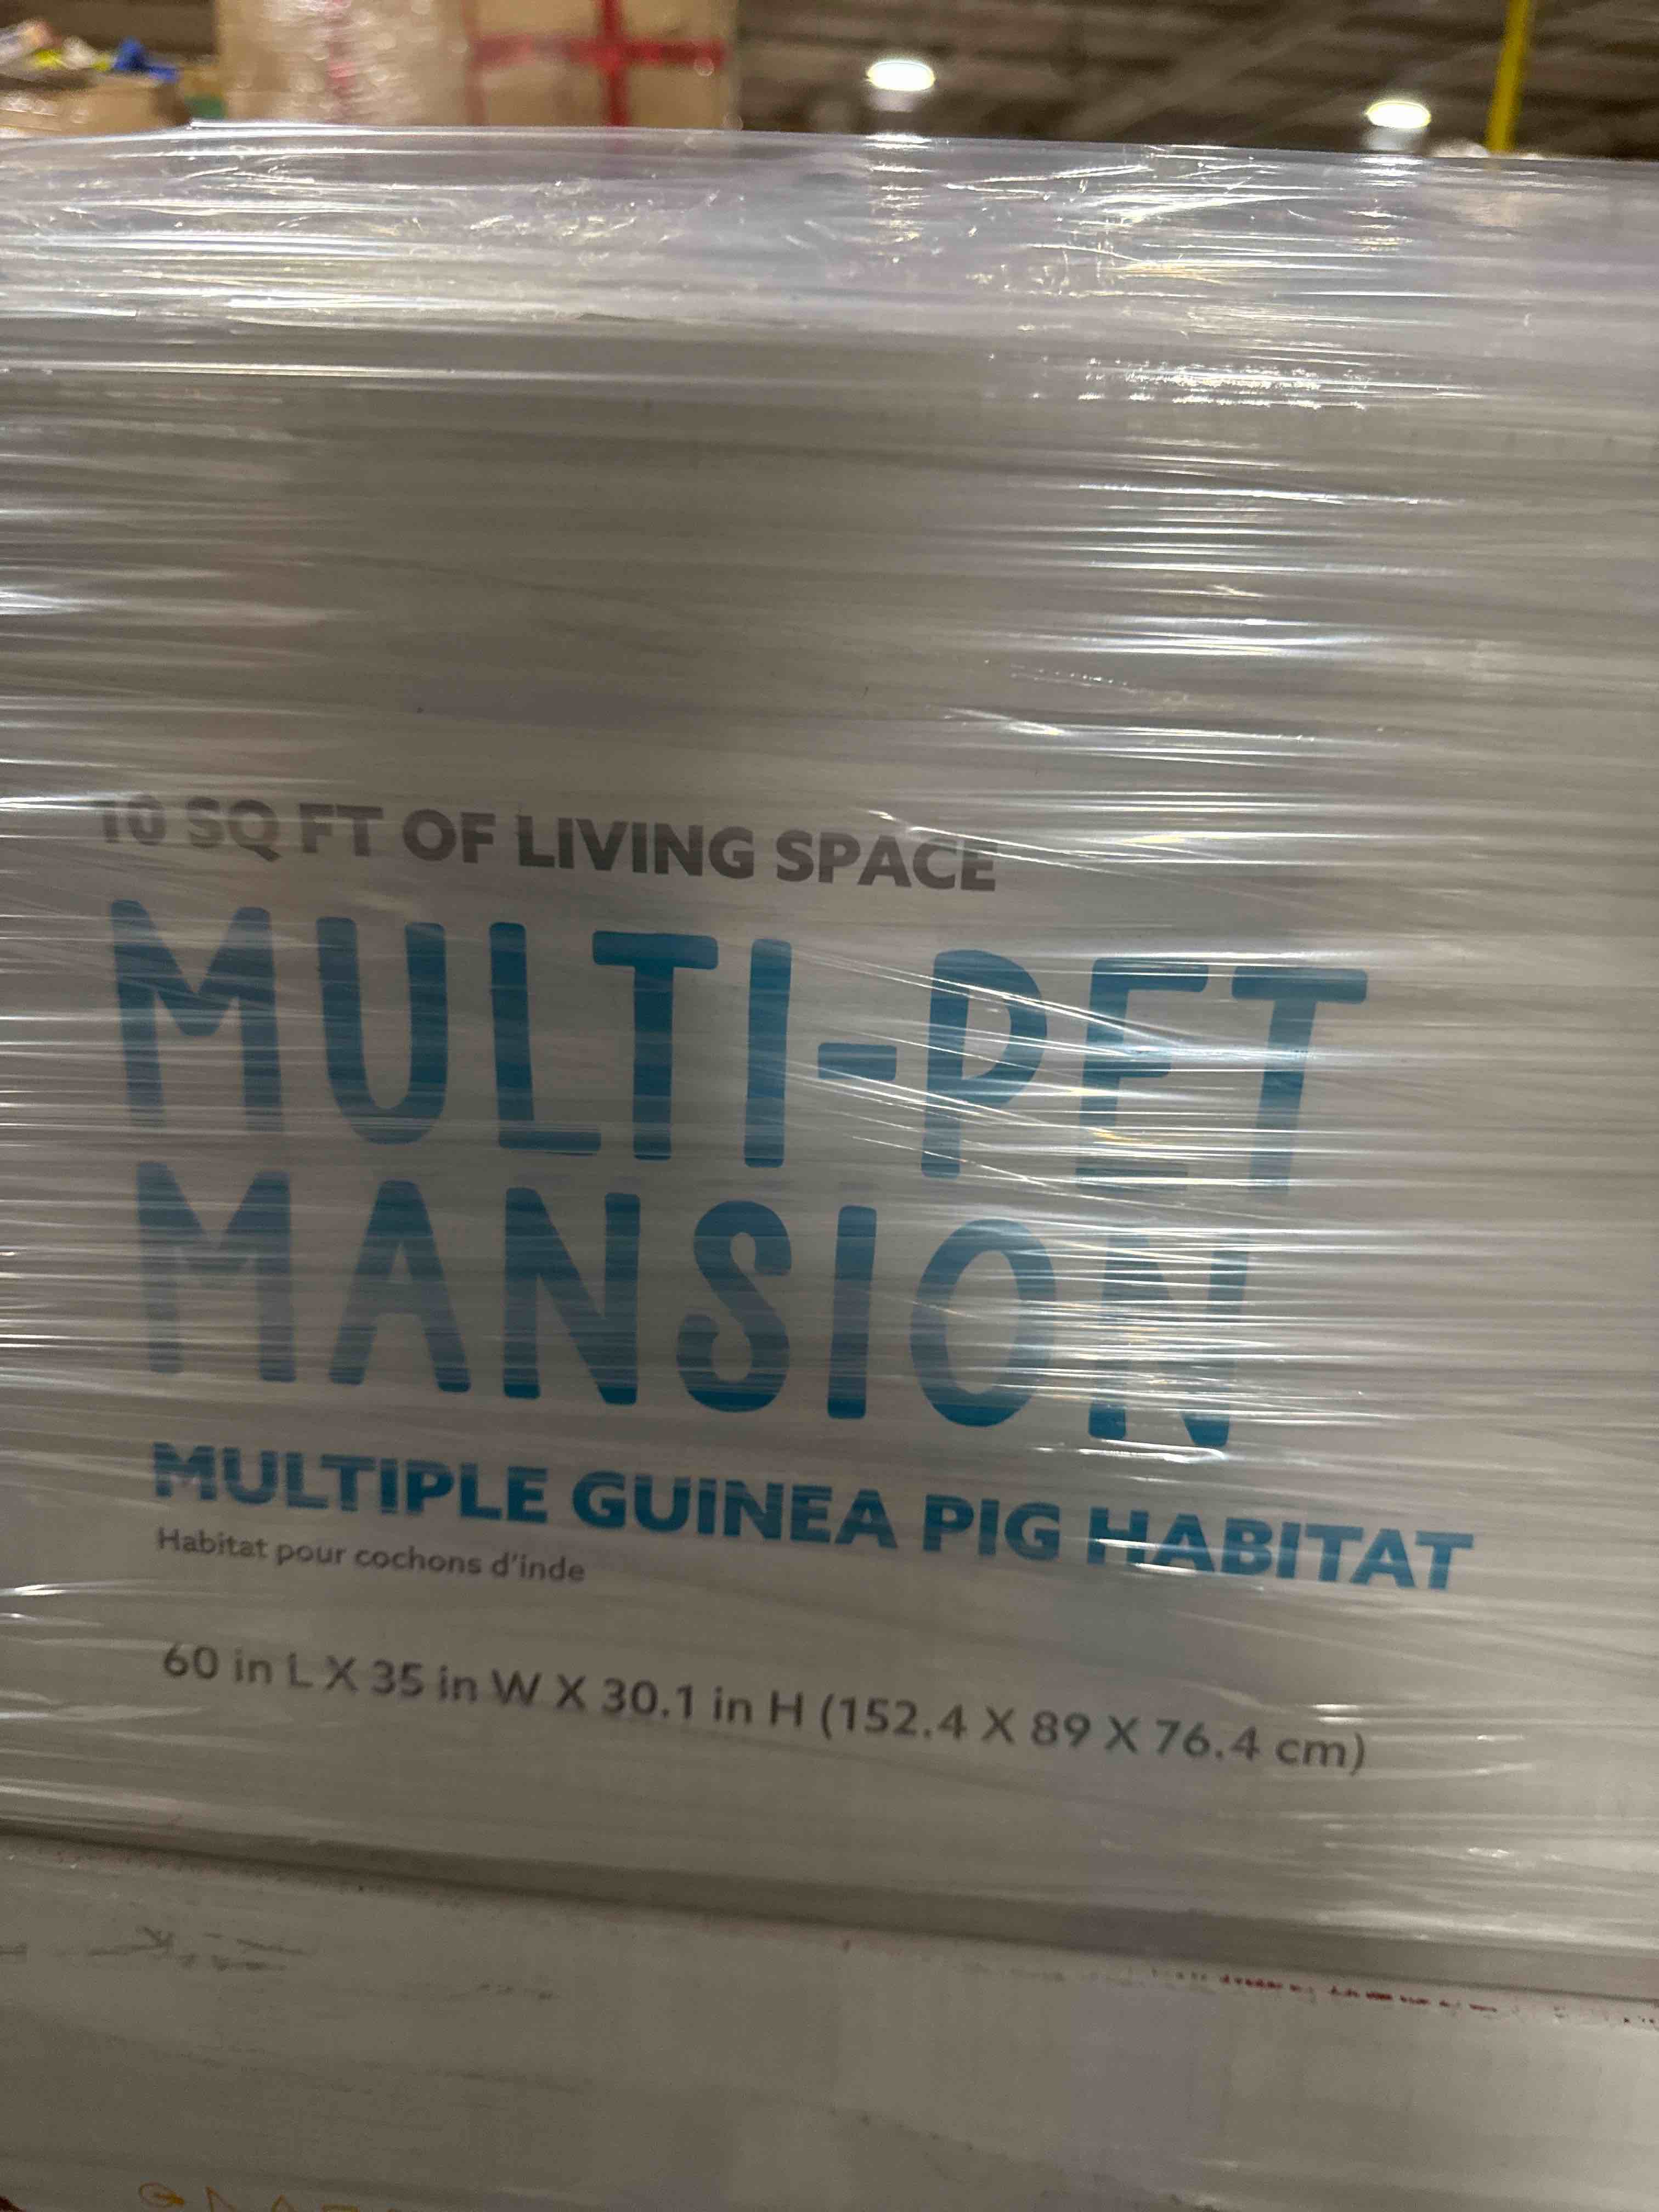 10 SQ FT OF LIVING SPACE
MULTI-PET
MANSION
MULTIPLE GUINEA PIG HABITAT
Habitat pour cochons d'inde
60 in L X 35 in W X 30.1 in H (152.4 X 89 X 76.4 cm)